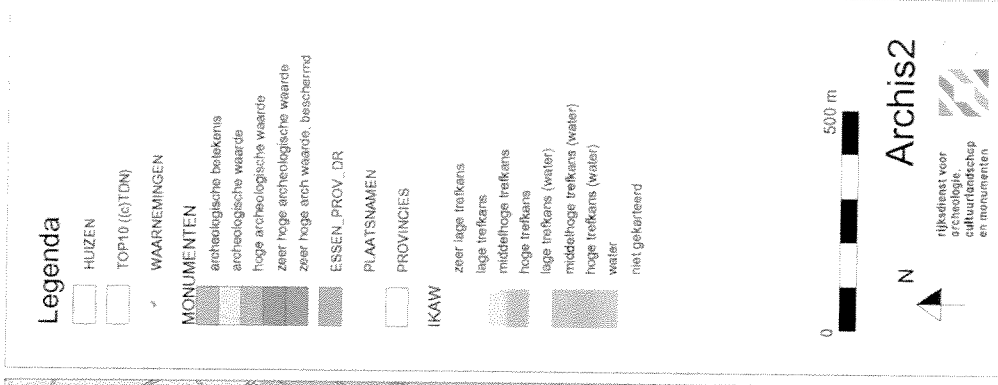 Legenda
HUIZEN
TOP10 ((c)TDN)
WAARNEMINGEN
MONUMENTEN
archeologische betekenis
archeologische waarde
hoge archeologische waarde
zeer hoge archeologische waarde
zeer hoge arch waarde, beschermd
ESSEN_PROV_DR
PLAATSNAMEN
PROVINCIES
IKAW
zeer lage trefkans
lage trefkans
middelhoge trefkans
hoge trefkans
lage trefkans (water)
middelhoge trefkans (water)
hoge trefkans (water)
water
niet gekarteerd
0
500 m
N
Archis2
rijksdienst voor
archeologie,
cultuurlandschap
en monumenten